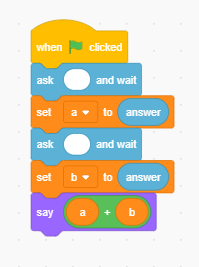 when clicked
ask and wait
set a to answer
ask and wait
set b to answer
say a + b